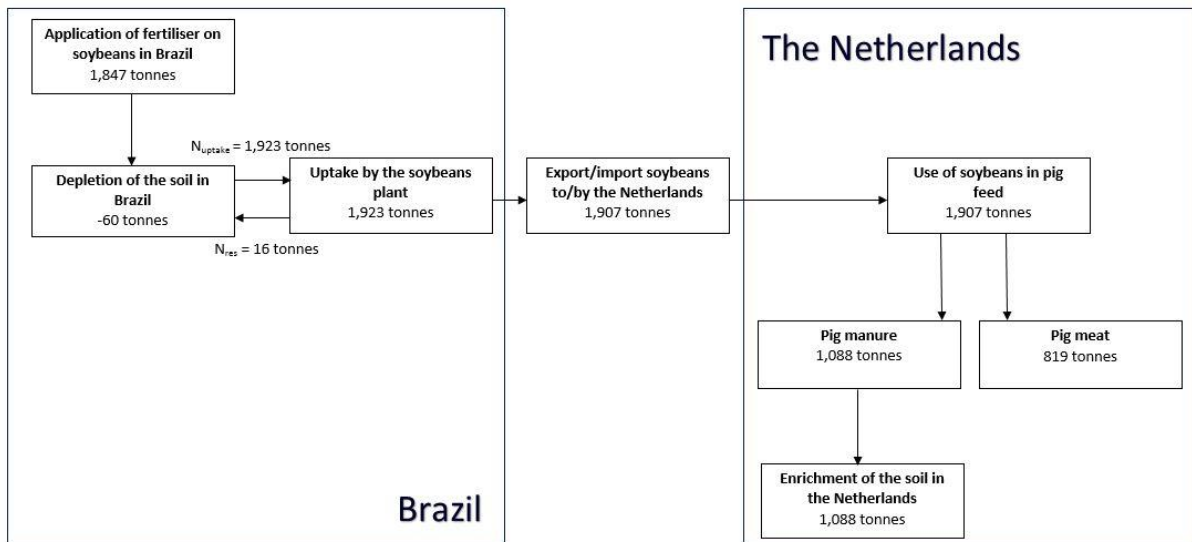 Application of fertiliser on
soybeans in Brazil
1,847 tonnes
The Netherlands
Nuptake = 1,923 tonnes
Depletion of the soil in
Brazil
-60 tonnes
Uptake by the soybeans
plant
1,923 tonnes
Export/import soybeans
to/by the Netherlands
1,907 tonnes
Use of soybeans in pig
feed
1,907 tonnes
Nres = 16 tonnes
Pig manure
1,088 tonnes
Pig meat
819 tonnes
Enrichment of the soil in
the Netherlands
1,088 tonnes
Brazil